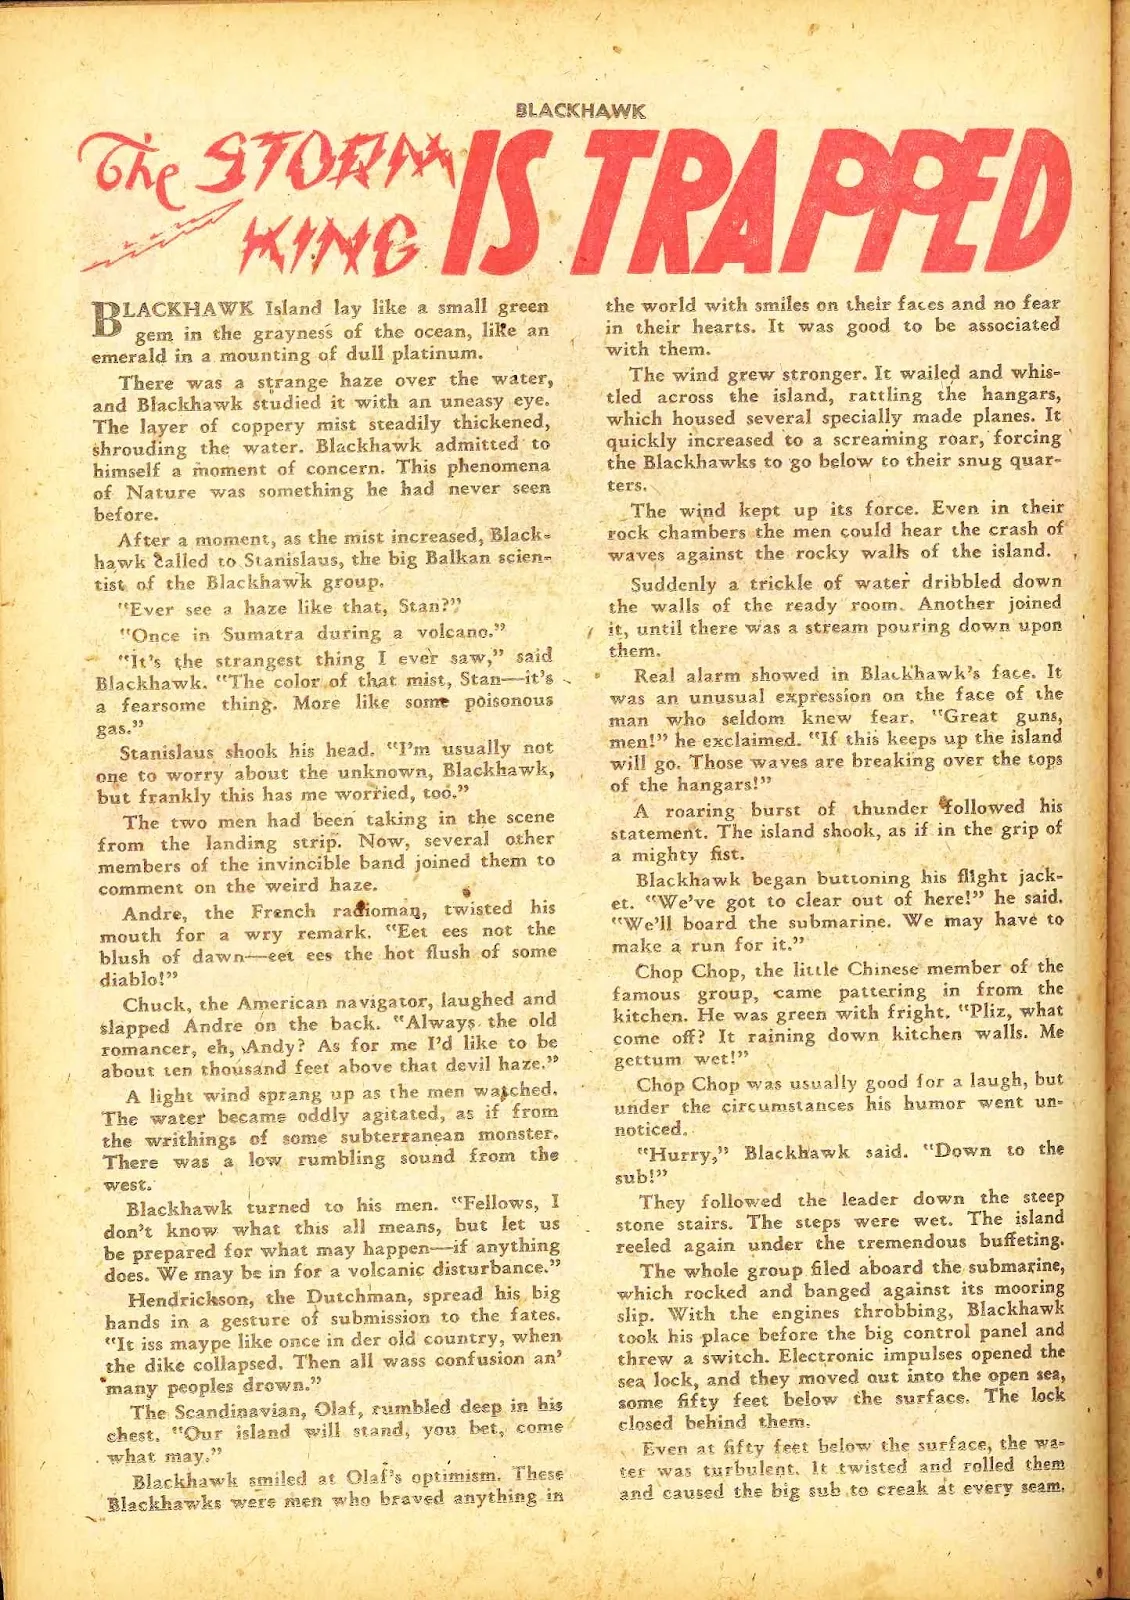 BLACKHAWK
The STORM KING IS TRAPPED
BLACKHAWK Island lay like a small green
gem in the grayness of the ocean, like an
emerald in a mounting of dull platinum.
There was a strange haze over the water,
and Blackhawk studied it with an uneasy eye.
The layer of coppery mist steadily thickened,
shrouding the water. Blackhawk admitted to
himself a moment of concern. This phenomena
of Nature was something he had never seen
before.
After a moment, as the mist increased, Black-
hawk called to Stanislaus, the big Balkan scien-
tist of the Blackhawk group.
"Ever see a haze like that, Stan?"
"Once in Sumatra during a volcano."
"It's the strangest thing I ever saw," said
Blackhawk. "The color of that mist, Stan—it's
a fearsome thing. More like some poisonous
gas."
Stanislaus shook his head. "I'm usually not
one to worry about the unknown, Blackhawk,
but frankly this has me worried, too."
The two men had been taking in the scene
from the landing strip. Now, several other
members of the invincible band joined them to
comment on the weird haze.
Andre, the French radioman, twisted his
mouth for a wry remark. "Eet ees not the
blush of dawn—eet ees the hot flush of some
diablo!"
Chuck, the American navigator, laughed and
slapped Andre on the back. "Always the old
romancer, eh, Andy? As for me I'd like to be
about ten thousand feet above that devil haze."
A light wind sprang up as the men watched.
The water became oddly agitated, as if from
the writhings of some subterranean monster.
There was a low rumbling sound from the
west.
Blackhawk turned to his men. "Fellows, I
don't know what this all means, but let us
be prepared for what may happen—if anything
does. We may be in for a volcanic disturbance."
Hendrickson, the Dutchman, spread his big
hands in a gesture of submission to the fates.
"It iss maype like once in der old country, when
the dike collapsed. Then all wass confusion an'
many peoples drown."
The Scandinavian, Olaf, rumbled deep in his
chest. "Our island will stand, you bet, come
what may."
Blackhawk smiled at Olaf's optimism. These
Blackhawks were men who braved anything in
the world with smiles on their faces and no fear
in their hearts. It was good to be associated
with them.
The wind grew stronger. It wailed and whis-
tled across the island, rattling the hangars,
which housed several specially made planes. It
quickly increased to a screaming roar, forcing
the Blackhawks to go below to their snug quar-
ters.
The wind kept up its force. Even in their
rock chambers the men could hear the crash of
waves against the rocky walls of the island.
Suddenly a trickle of water dribbled down
the walls of the ready room. Another joined
it, until there was a stream pouring down upon
them.
Real alarm showed in Blackhawk's face. It
was an unusual expression on the face of the
man who seldom knew fear. "Great guns,
men!" he exclaimed. "If this keeps up the island
will go. Those waves are breaking over the tops
of the hangars!"
A roaring burst of thunder followed his
statement. The island shook, as if in the grip of
a mighty fist.
Blackhawk began buttoning his flight jack-
et. "We've got to clear out of here!" he said.
"We'll board the submarine. We may have to
make a run for it."
Chop Chop, the little Chinese member of the
famous group, came pattering in from the
kitchen. He was green with fright. "Pliz, what
come off? It raining down kitchen walls. Me
gettum wet!"
Chop Chop was usually good for a laugh, but
under the circumstances his humor went un-
noticed.
"Hurry," Blackhawk said. "Down to the
sub!"
They followed the leader down the steep
stone stairs. The steps were wet. The island
reeled again under the tremendous buffeting.
The whole group filed aboard the submarine,
which rocked and banged against its mooring
slip. With the engines throbbing, Blackhawk
took his place before the big control panel and
threw a switch. Electronic impulses opened the
sea lock, and they moved out into the open sea,
some fifty feet below the surface. The lock
closed behind them.
Even at fifty feet below the surface, the wa-
ter was turbulent. It twisted and rolled them
and caused the big sub to creak at every seam.